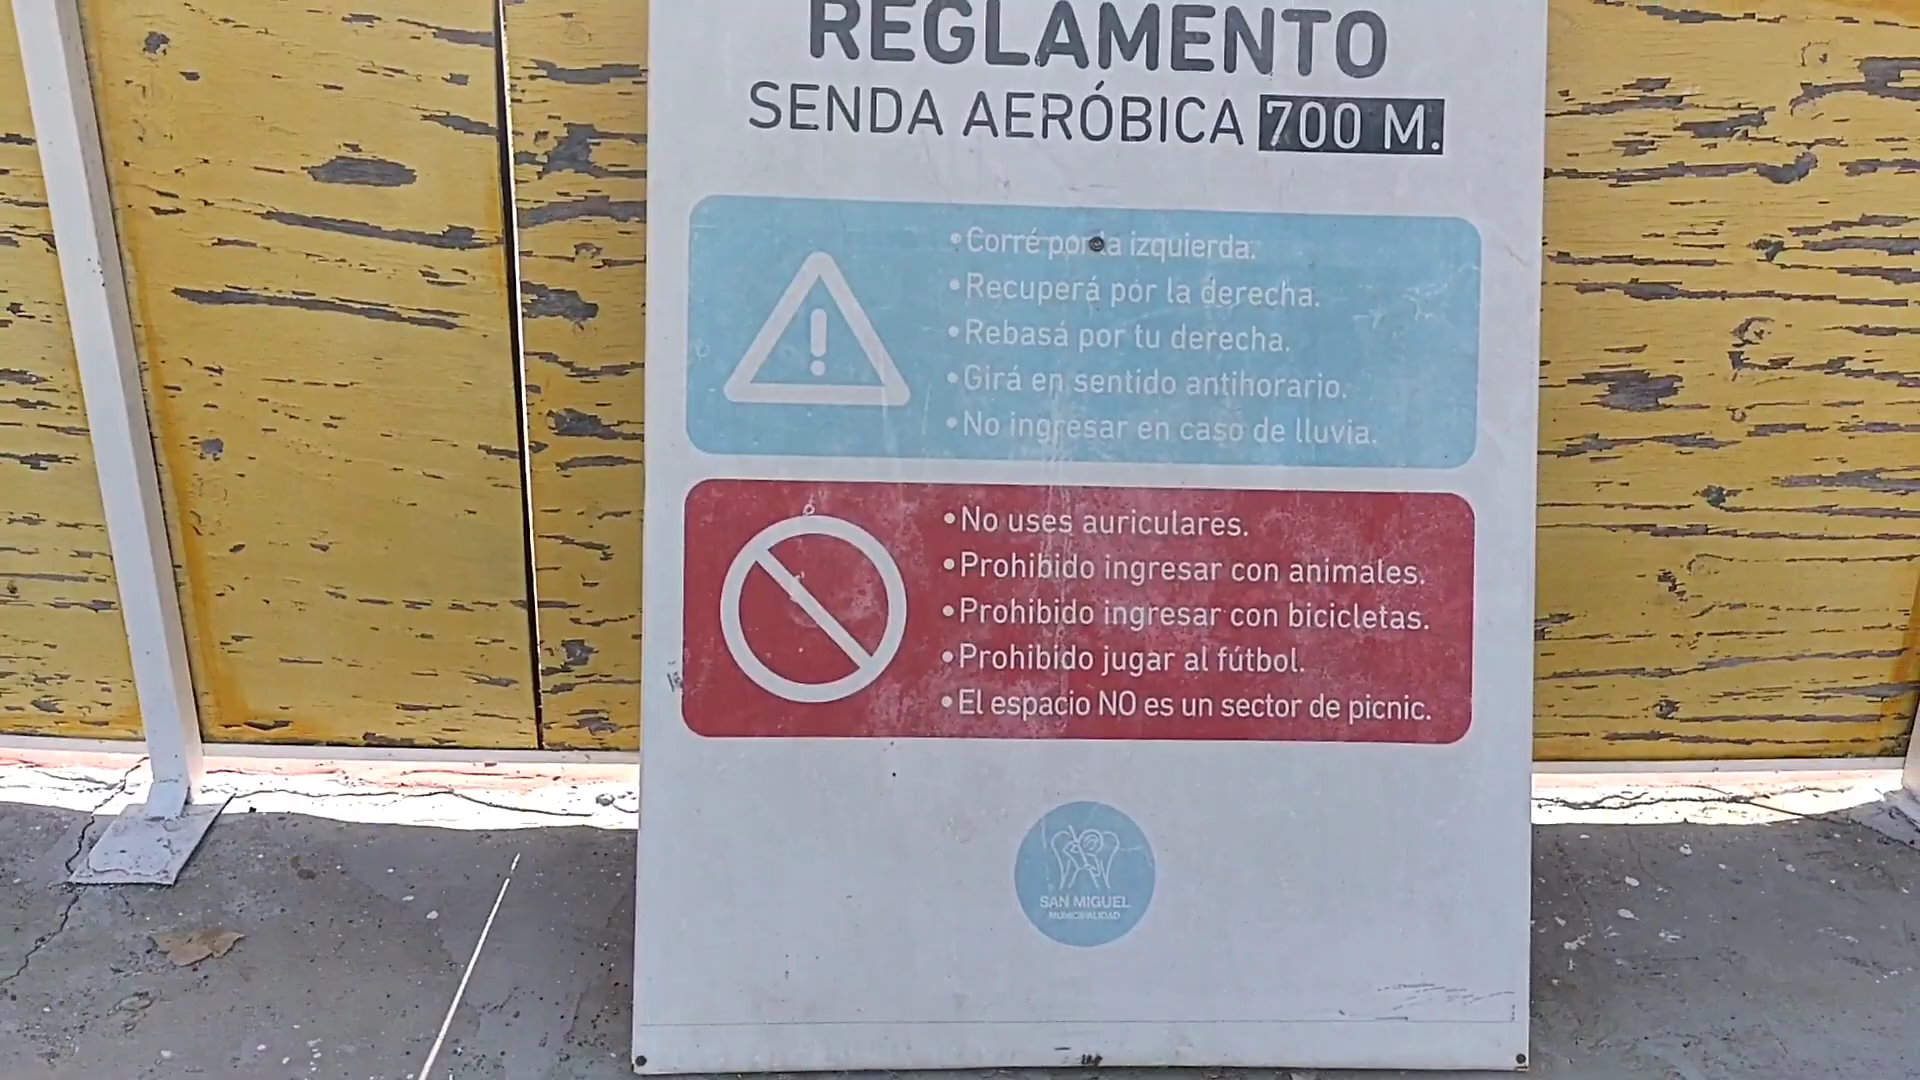 REGLAMENTO
SENDA AERÓBICA 700 M.
• Corré por la izquierda.
• Recuperá por la derecha.
• Rebasá por tu derecha.
• Girá en sentido antihorario.
• No ingresar en caso de lluvia.
• No uses auriculares.
• Prohibido ingresar con animales.
• Prohibido ingresar con bicicletas.
• Prohibido jugar al fútbol.
• El espacio NO es un sector de picnic.
SAN MIGUEL
MUNICIPALIDAD